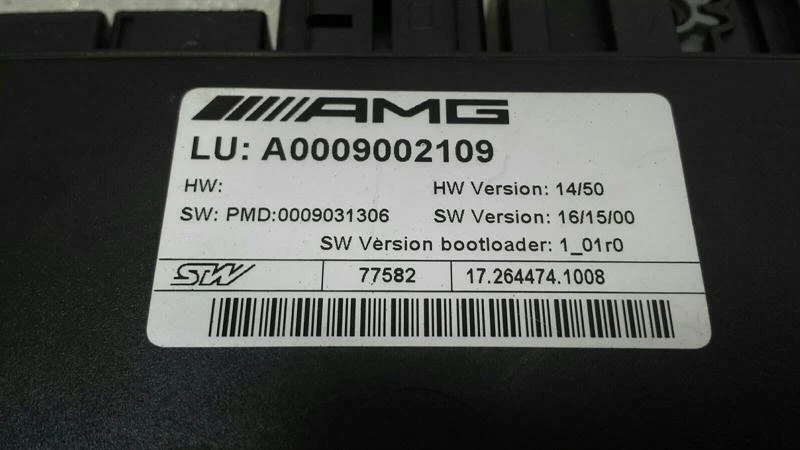 AMG
LU: A0009002109
HW: HW Version: 14/50
SW: PMD:0009031306 SW Version: 16/15/00
SW Version bootloader: 1_01r0
STW 77582 17.264474.1008